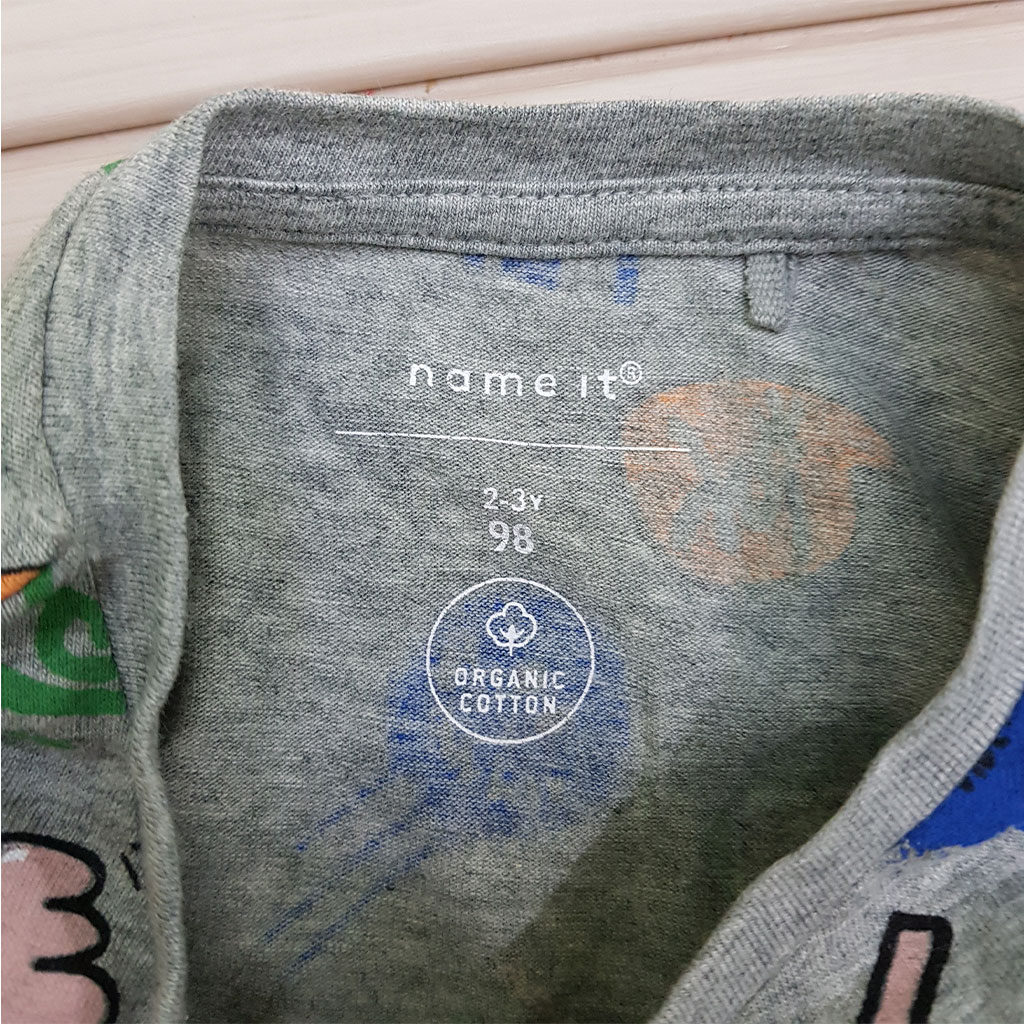 name it®
2-3Y
98
ORGANIC
COTTON